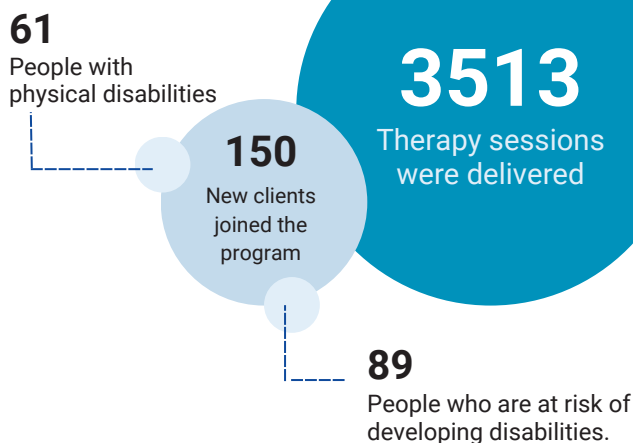 61
People with
physical disabilities
3513
Therapy sessions
were delivered
150
New clients
joined the
program
89
People who are at risk of
developing disabilities.